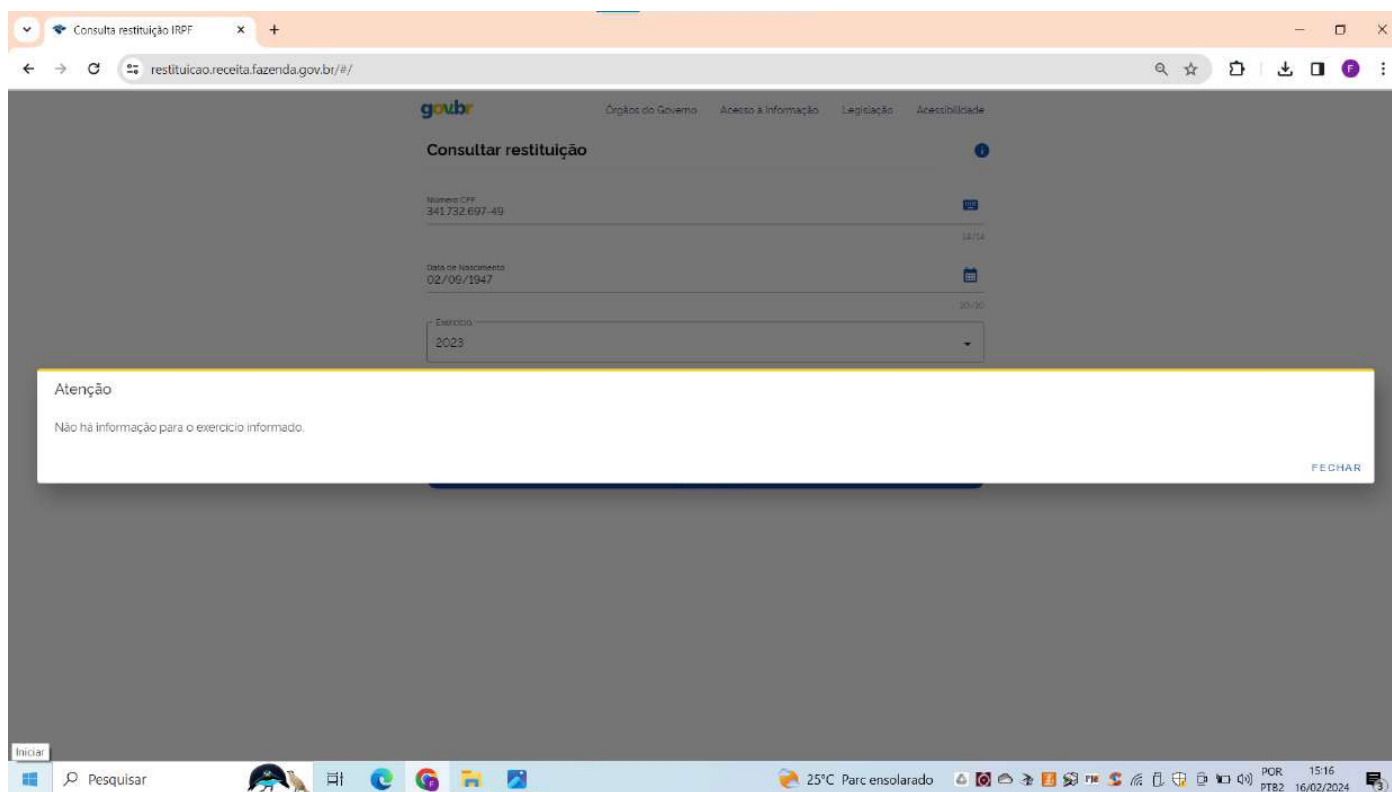 Consulta restituição IRPF
restituicao.receita.fazenda.gov.br/#/
F
gov.br Órgãos do Governo Acesso à Informação Legislação Acessibilidade
Consultar restituição
Número CPF
341.732.697-49
14/14
Data de Nascimento
02/09/1947
10/10
Exercício
2023
Atenção
Não há informação para o exercício informado.
FECHAR
Iniciar
Pesquisar
25°C Parc ensolarado
POR 15:16
PTB2 16/02/2024
3